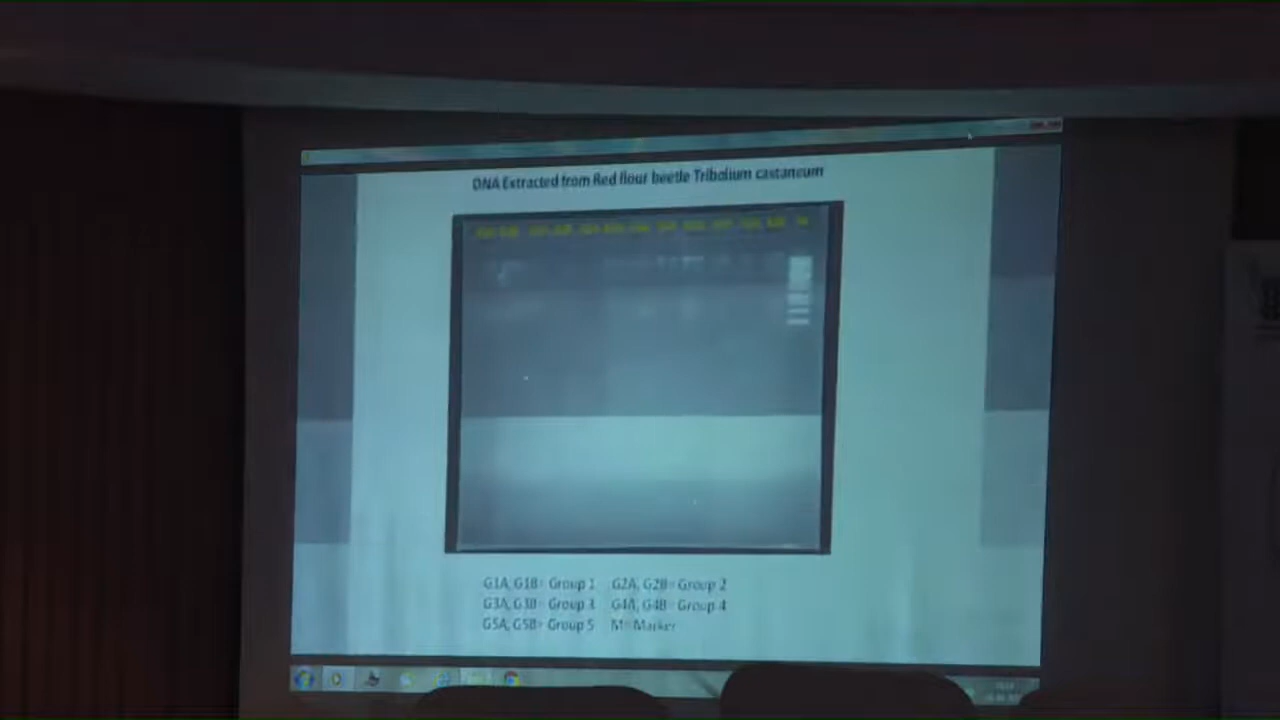 DNA Extracted from Red flour beetle Tribolium castaneum
G1A, G1B= Group 1 G2A, G2B= Group 2
G3A, G3B= Group 3 G4A, G4B= Group 4
G5A, G5B= Group 5 M= Marker